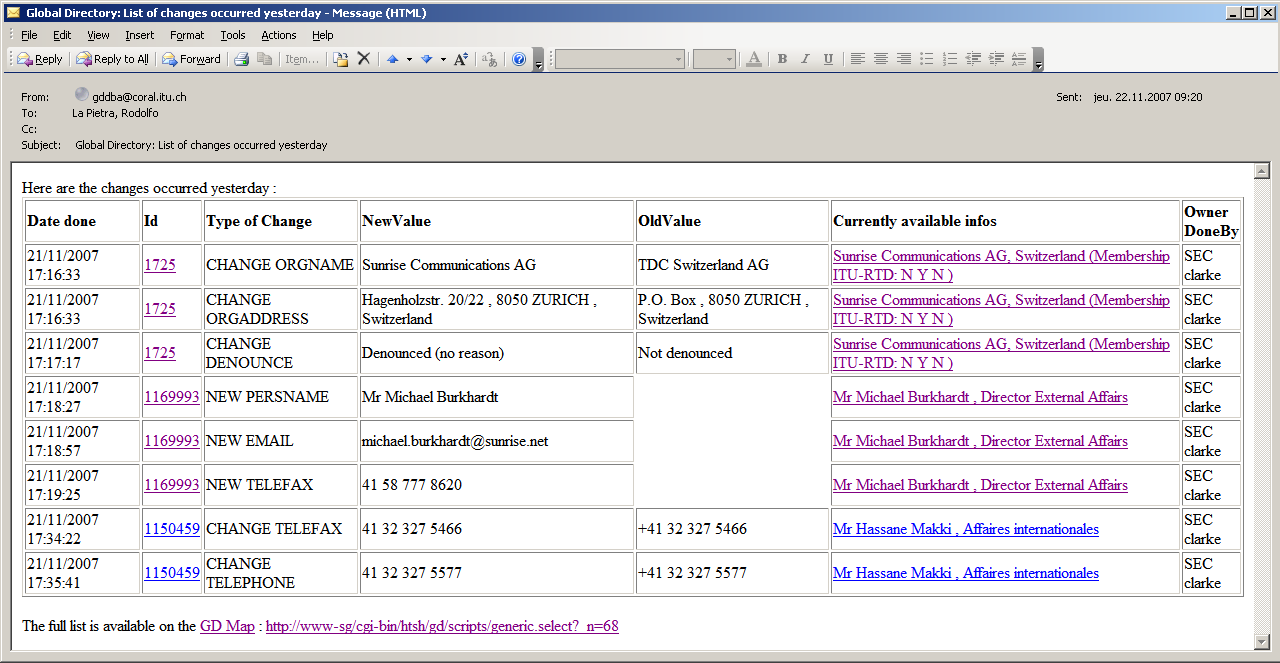 Global Directory: List of changes occurred yesterday - Message (HTML)
File Edit View Insert Format Tools Actions Help
Reply Reply to All Forward Item... A A B I U
From: gddba@coral.itu.ch Sent: jeu. 22.11.2007 09:20
To: La Pietra, Rodolfo
Cc:
Subject: Global Directory: List of changes occurred yesterday
Here are the changes occurred yesterday :
Date done Id Type of Change NewValue OldValue Currently available infos Owner
DoneBy
21/11/2007 1725 CHANGE ORGNAME Sunrise Communications AG TDC Switzerland AG Sunrise Communications AG, Switzerland (Membership SEC
17:16:33 ITU-RTD: N Y N ) clarke
21/11/2007 1725 CHANGE Hagenholzstr. 20/22 , 8050 ZURICH , P.O. Box , 8050 ZURICH , Sunrise Communications AG, Switzerland (Membership SEC
17:16:33 ORGADDRESS Switzerland Switzerland ITU-RTD: N Y N ) clarke
21/11/2007 1725 CHANGE Denounced (no reason) Not denounced Sunrise Communications AG, Switzerland (Membership SEC
17:17:17 DENOUNCE ITU-RTD: N Y N ) clarke
21/11/2007 1169993 NEW PERSNAME Mr Michael Burkhardt Mr Michael Burkhardt , Director External Affairs SEC
17:18:27 clarke
21/11/2007 1169993 NEW EMAIL michael.burkhardt@sunrise.net Mr Michael Burkhardt , Director External Affairs SEC
17:18:57 clarke
21/11/2007 1169993 NEW TELEFAX 41 58 777 8620 Mr Michael Burkhardt , Director External Affairs SEC
17:19:25 clarke
21/11/2007 1150459 CHANGE TELEFAX 41 32 327 5466 +41 32 327 5466 Mr Hassane Makki , Affaires internationales SEC
17:34:22 clarke
21/11/2007 1150459 CHANGE 41 32 327 5577 +41 32 327 5577 Mr Hassane Makki , Affaires internationales SEC
17:35:41 TELEPHONE clarke
The full list is available on the GD Map : http://www-sg/cgi-bin/htsh/gd/scripts/generic.select?_n=68